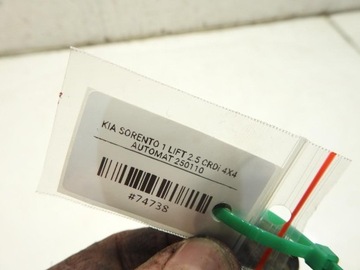 KIA SORENTO 1 LIFT 2.5 CRDi 4X4
AUTOMAT 250110
#74738